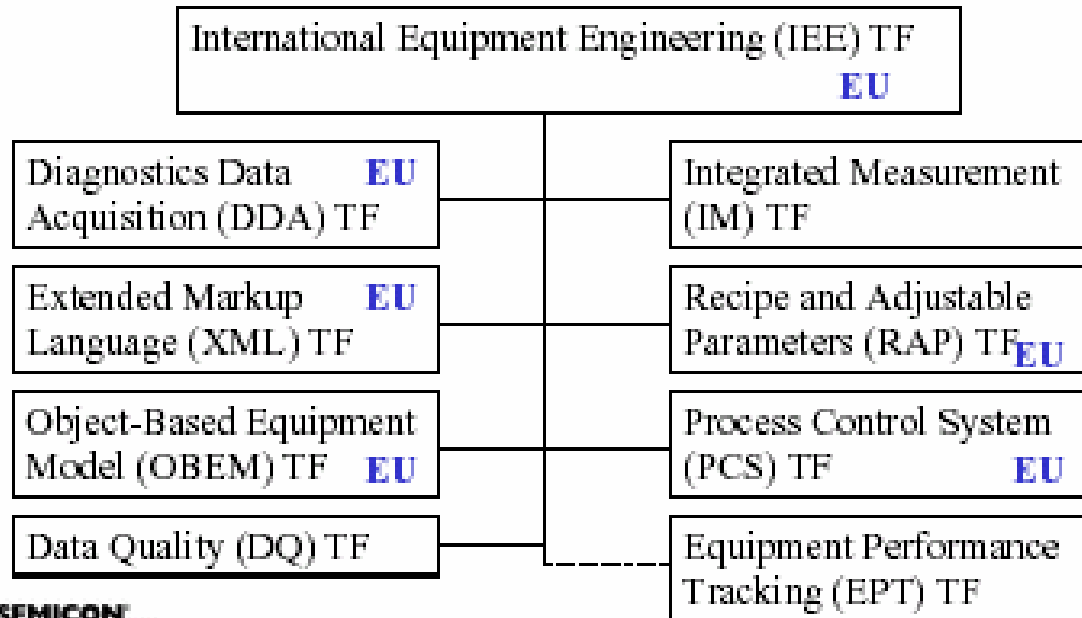 International Equipment Engineering (IEE) TF
EU
Diagnostics Data EU
Acquisition (DDA) TF
Integrated Measurement
(IM) TF
Extended Markup EU
Language (XML) TF
Recipe and Adjustable
Parameters (RAP) TF EU
Object-Based Equipment
Model (OBEM) TF EU
Process Control System
(PCS) TF EU
Data Quality (DQ) TF
Equipment Performance
Tracking (EPT) TF
SEMICON